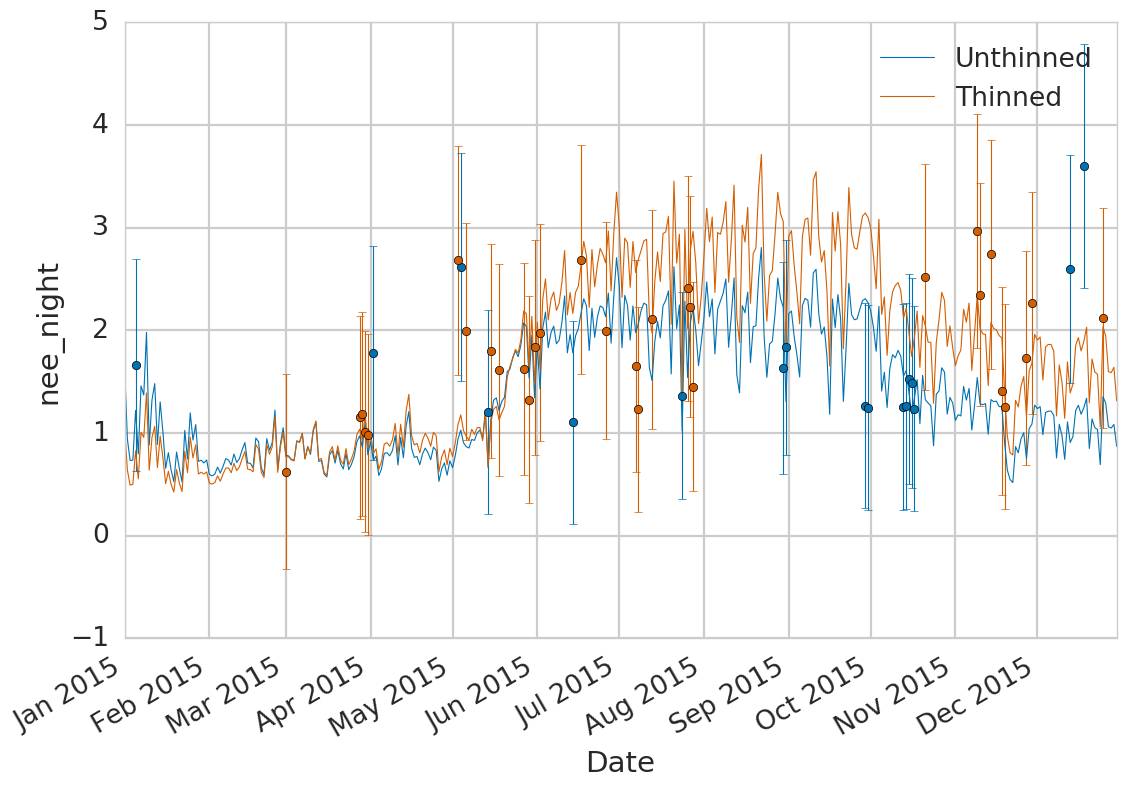 5
4
3
2
1
0
−1
nee_night
Unthinned
Thinned
Jan 2015
Feb 2015
Mar 2015
Apr 2015
May 2015
Jun 2015
Jul 2015
Aug 2015
Sep 2015
Oct 2015
Nov 2015
Dec 2015
Date